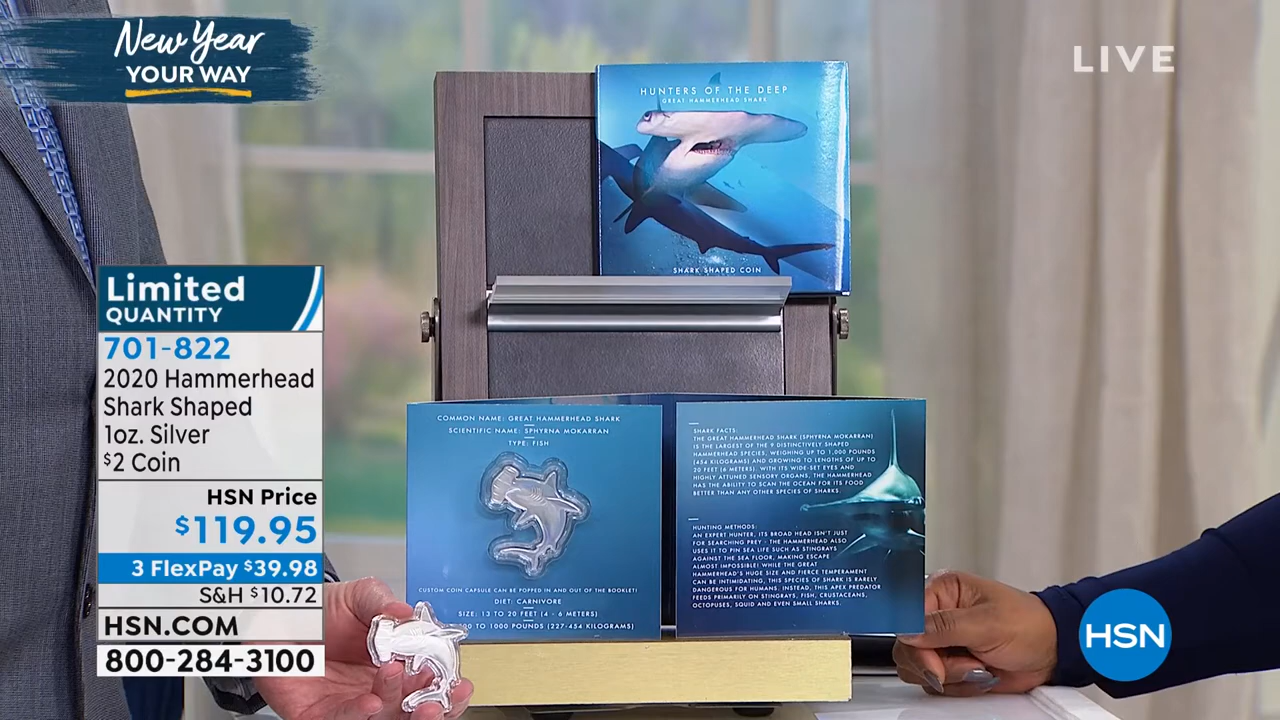 New Year
YOUR WAY
LIVE
HUNTERS OF THE DEEP
GREAT HAMMERHEAD SHARK
SHARK SHAPED COIN
Limited
QUANTITY
701-822
2020 Hammerhead
Shark Shaped
1oz. Silver
$2 Coin
HSN Price
$119.95
3 FlexPay $39.98
S&H $10.72
HSN.COM
800-284-3100
COMMON NAME: GREAT HAMMERHEAD SHARK
SCIENTIFIC NAME: SPHYRNA MOKARRAN
TYPE: FISH
CUSTOM COIN CAPSULE CAN BE POPPED IN AND OUT OF THE BOOKLET!
DIET: CARNIVORE
SIZE: 13 TO 20 FEET (4 - 6 METERS)
TO 1000 POUNDS (227-454 KILOGRAMS)
SHARK FACTS:
THE GREAT HAMMERHEAD SHARK (SPHYRNA MOKARRAN)
IS THE LARGEST OF THE 9 DISTINCTIVELY SHAPED
HAMMERHEAD SPECIES, WEIGHING UP TO 1,000 POUNDS
(454 KILOGRAMS) AND GROWING TO LENGTHS OF UP TO
20 FEET (6 METERS). WITH ITS WIDE-SET EYES AND
HIGHLY ATTUNED SENSORY ORGANS, THE HAMMERHEAD
HAS THE ABILITY TO SCAN THE OCEAN FOR ITS FOOD
BETTER THAN ANY OTHER SPECIES OF SHARKS.
HUNTING METHODS:
AN EXPERT HUNTER, ITS BROAD HEAD ISN'T JUST
FOR SEARCHING PREY - THE HAMMERHEAD ALSO
USES IT TO PIN SEA LIFE SUCH AS STINGRAYS
AGAINST THE SEA FLOOR, MAKING ESCAPE
ALMOST IMPOSSIBLE! WHILE THE GREAT
HAMMERHEAD'S HUGE SIZE AND FIERCE TEMPERAMENT
CAN BE INTIMIDATING, THIS SPECIES OF SHARK IS RARELY
DANGEROUS FOR HUMANS. INSTEAD, THIS APEX PREDATOR
FEEDS PRIMARILY ON STINGRAYS, FISH, CRUSTACEANS,
OCTOPUSES, SQUID AND EVEN SMALL SHARKS.
HSN